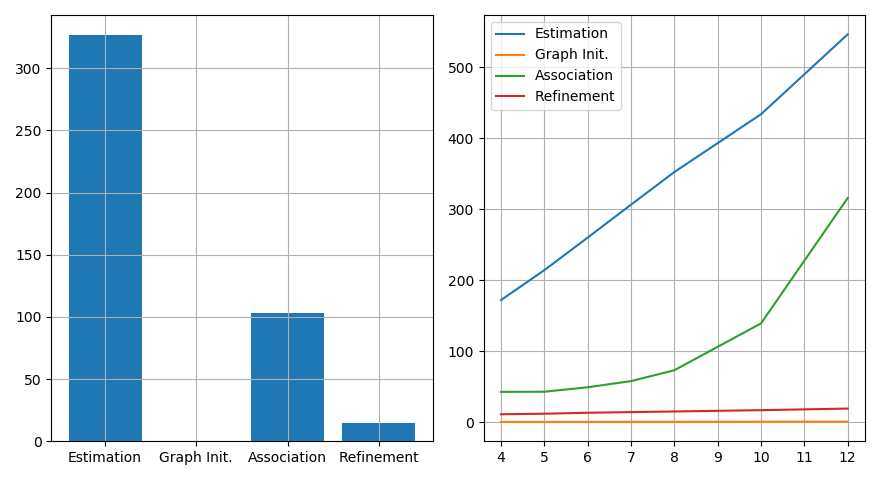 300
250
200
150
100
50
0
Estimation Graph Init. Association Refinement
Estimation
Graph Init.
Association
Refinement
500
400
300
200
100
0
4 5 6 7 8 9 10 11 12